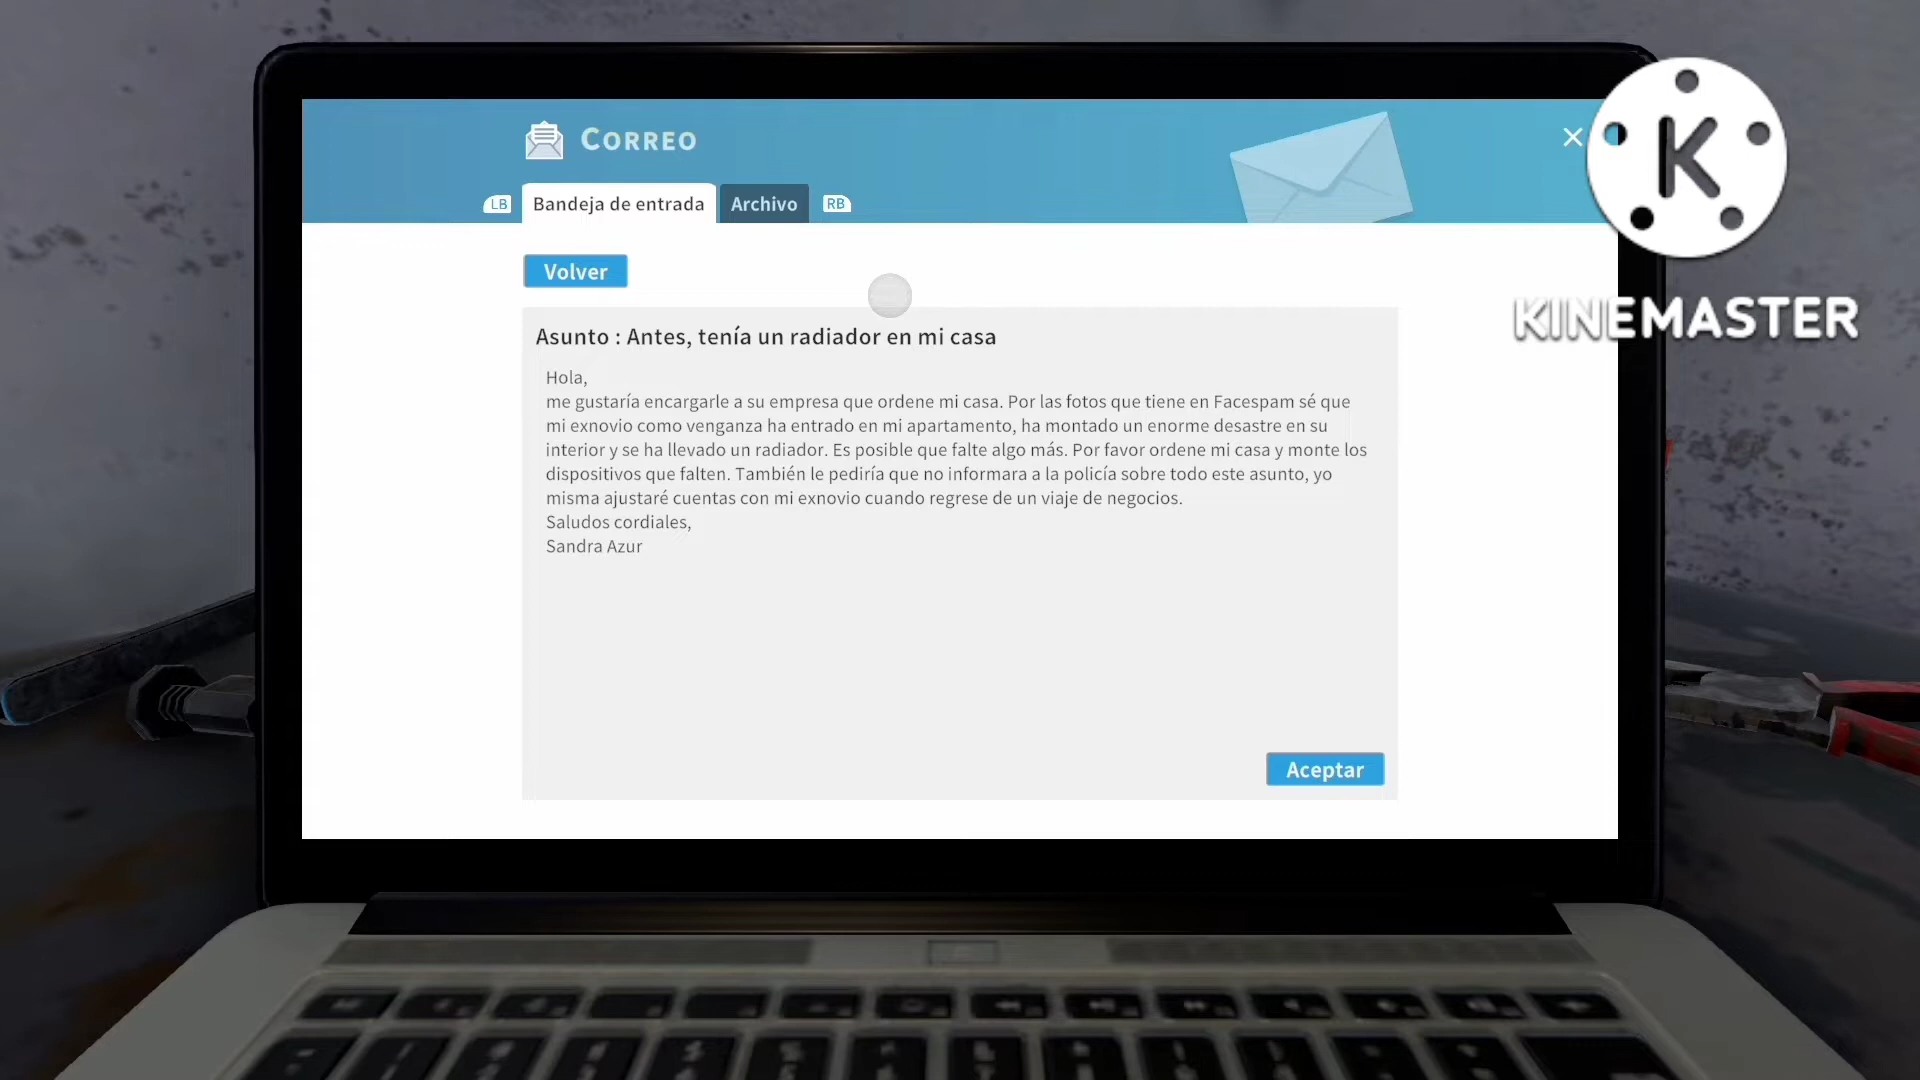 CORREO
LB Bandeja de entrada Archivo RB
Volver
Asunto : Antes, tenía un radiador en mi casa
Hola,
me gustaría encargarle a su empresa que ordene mi casa. Por las fotos que tiene en Facespam sé que
mi exnovio como venganza ha entrado en mi apartamento, ha montado un enorme desastre en su
interior y se ha llevado un radiador. Es posible que falte algo más. Por favor ordene mi casa y monte los
dispositivos que falten. También le pediría que no informara a la policía sobre todo este asunto, yo
misma ajustaré cuentas con mi exnovio cuando regrese de un viaje de negocios.
Saludos cordiales,
Sandra Azur
Aceptar
K
KINEMASTER